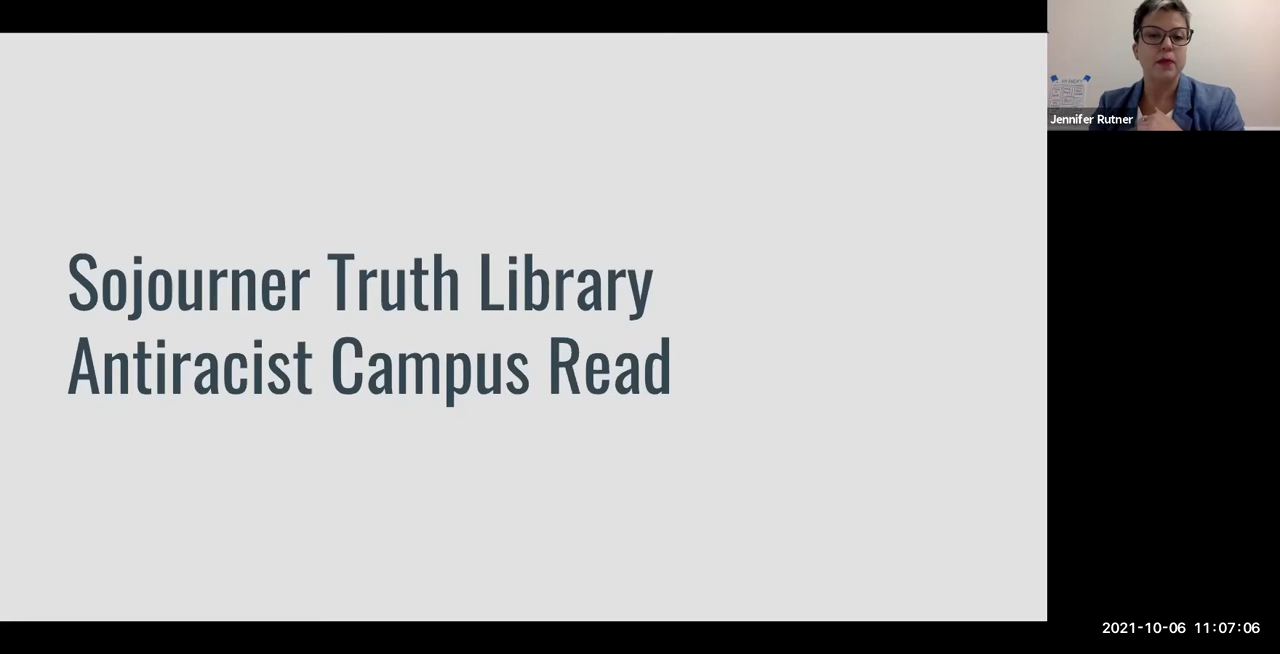 Sojourner Truth Library
Antiracist Campus Read
Jennifer Rutner
2021-10-06 11:07:06